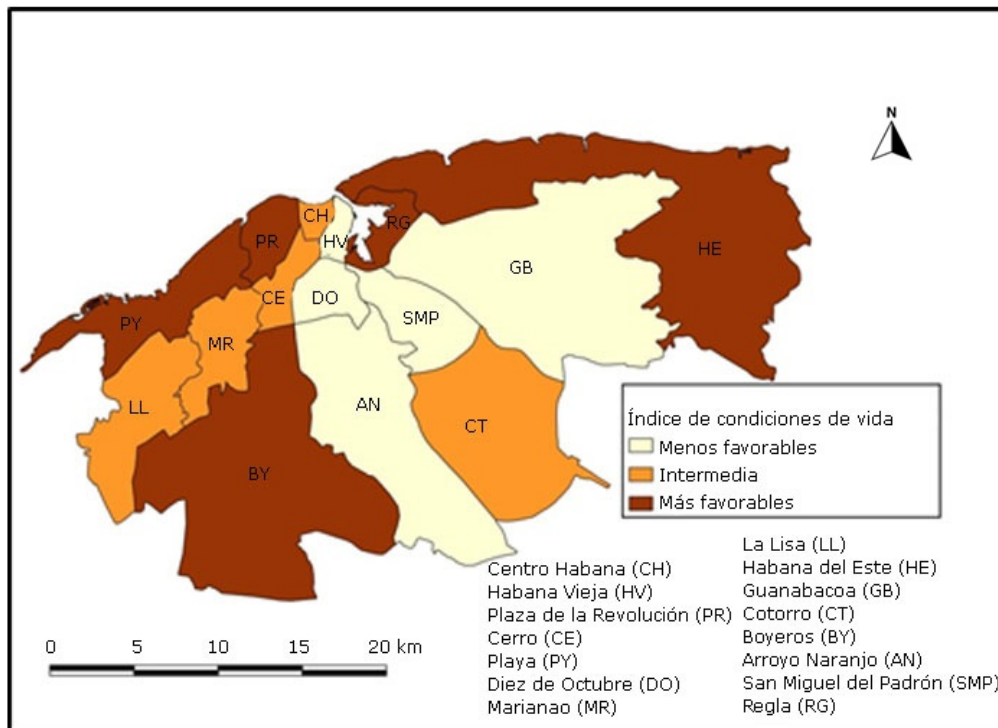 N
CH
PR
HV
RG
HE
GB
CE
DO
PY
SMP
MR
LL
AN
CT
BY
Índice de condiciones de vida
Menos favorables
Intermedia
Más favorables
0 5 10 15 20 km
Centro Habana (CH)
Habana Vieja (HV)
Plaza de la Revolución (PR)
Cerro (CE)
Playa (PY)
Diez de Octubre (DO)
Marianao (MR)
La Lisa (LL)
Habana del Este (HE)
Guanabacoa (GB)
Cotorro (CT)
Boyeros (BY)
Arroyo Naranjo (AN)
San Miguel del Padrón (SMP)
Regla (RG)